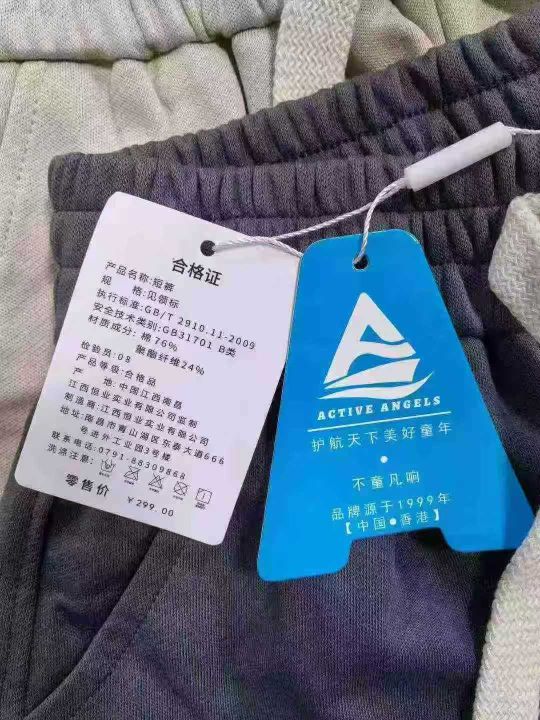 合格证
产品名称:短裤
规　　格:见领标
执行标准:GB/T 2910.11-2009
安全技术类别:GB31701 B类
材质成分: 棉76%
聚酯纤维24%
检验员:08
产品等级:合格品
产　　地:中国江西南昌
江西恒业实业有限公司监制
制造商:江西恒业实业有限公司
地址:南昌市青山湖区东泰大道666
号进外工业园3号楼
联系电话:0791-88309868
洗涤注意:
零售价
￥299.00
ACTIVE ANGELS
护航天下美好童年
不童凡响
品牌源于1999年
【中国●香港】